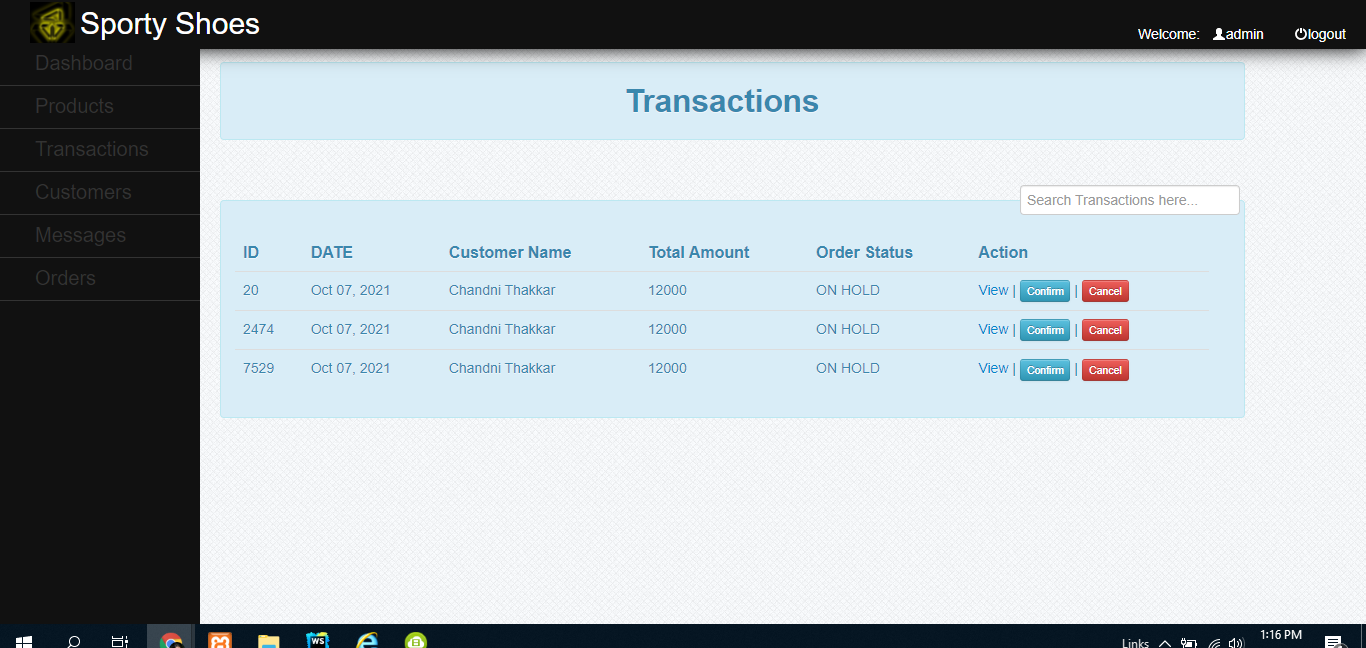 Sporty Shoes
Welcome: admin logout
Dashboard
Products
Transactions
Customers
Messages
Orders
Transactions
Search Transactions here...
ID DATE Customer Name Total Amount Order Status Action
20 Oct 07, 2021 Chandni Thakkar 12000 ON HOLD View | Confirm | Cancel
2474 Oct 07, 2021 Chandni Thakkar 12000 ON HOLD View | Confirm | Cancel
7529 Oct 07, 2021 Chandni Thakkar 12000 ON HOLD View | Confirm | Cancel
WS
Links
1:16 PM